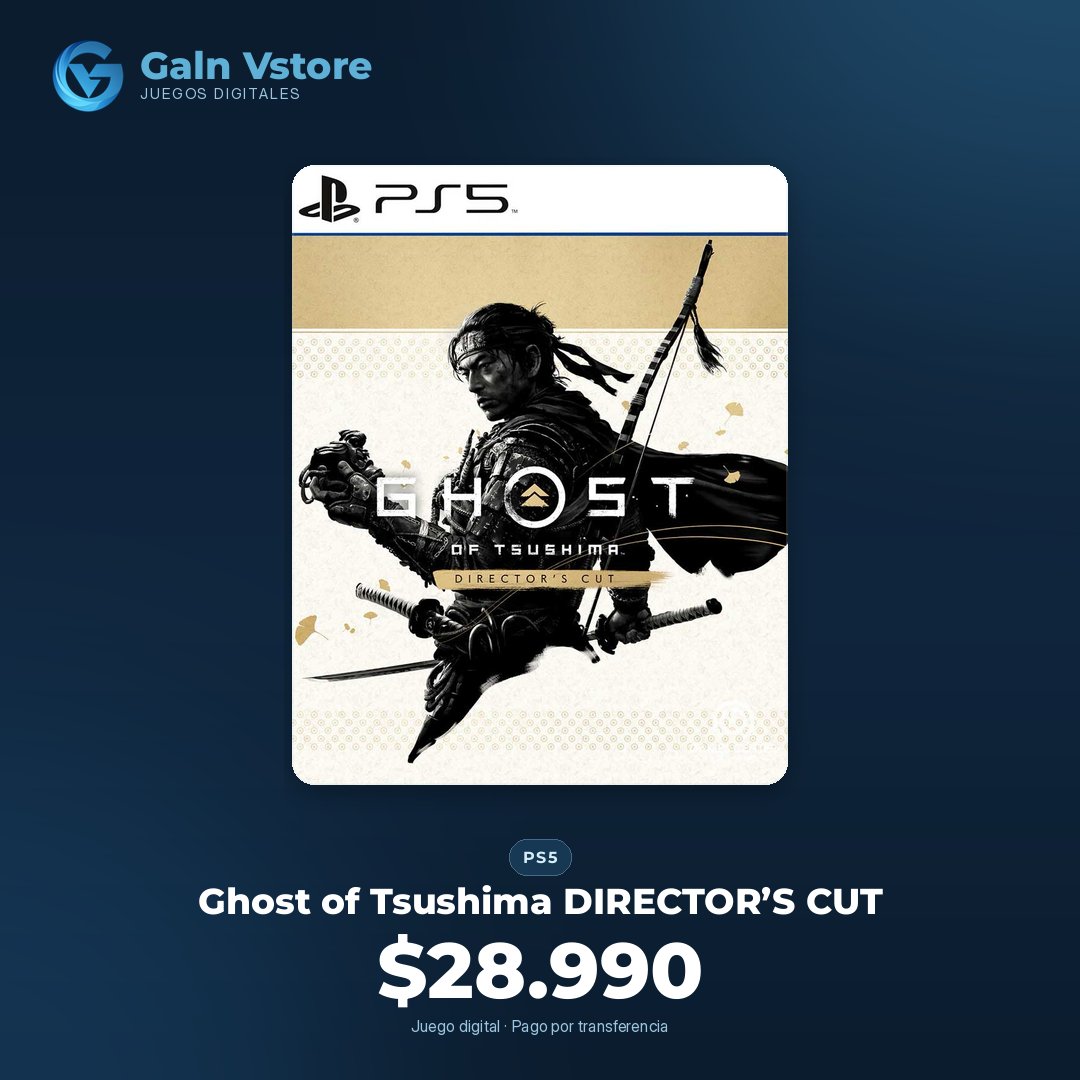 Galn Vstore
JUEGOS DIGITALES
PS5
GHOST
OF TSUSHIMA
DIRECTOR'S CUT
PS5
Ghost of Tsushima DIRECTOR’S CUT
$28.990
Juego digital · Pago por transferencia